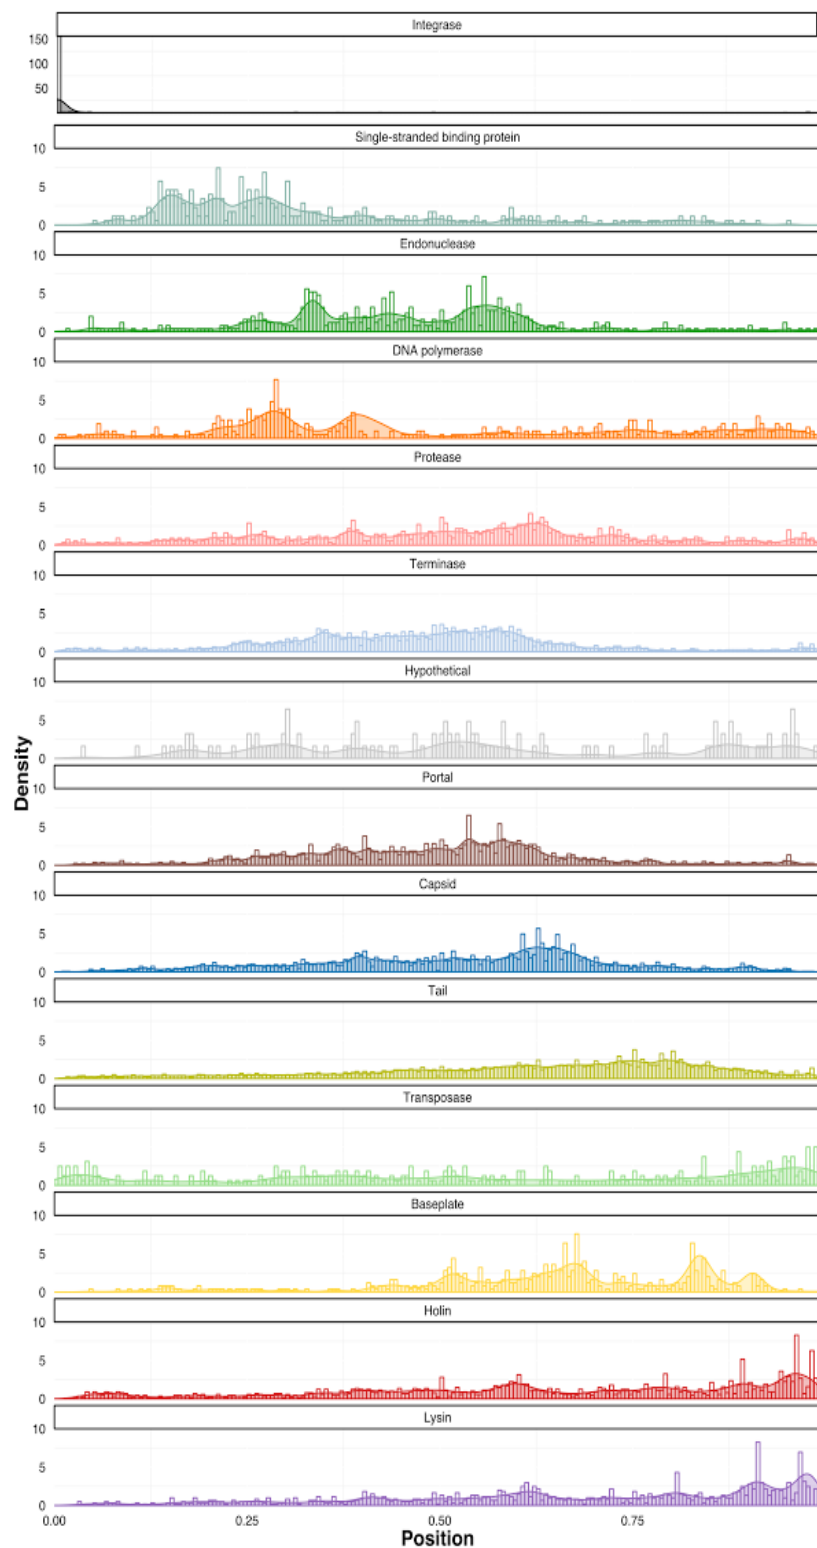 Integrase
150
100
50
Single-stranded binding protein
10
5
0
Endonuclease
10
5
0
DNA polymerase
10
5
0
Protease
10
5
0
Terminase
10
5
0
Hypothetical
10
5
0
Portal
10
5
0
Capsid
10
5
0
Tail
10
5
0
Transposase
10
5
0
Baseplate
10
5
0
Holin
10
5
0
Lysin
10
5
0
0.00 0.25 0.50 0.75
Position
Density